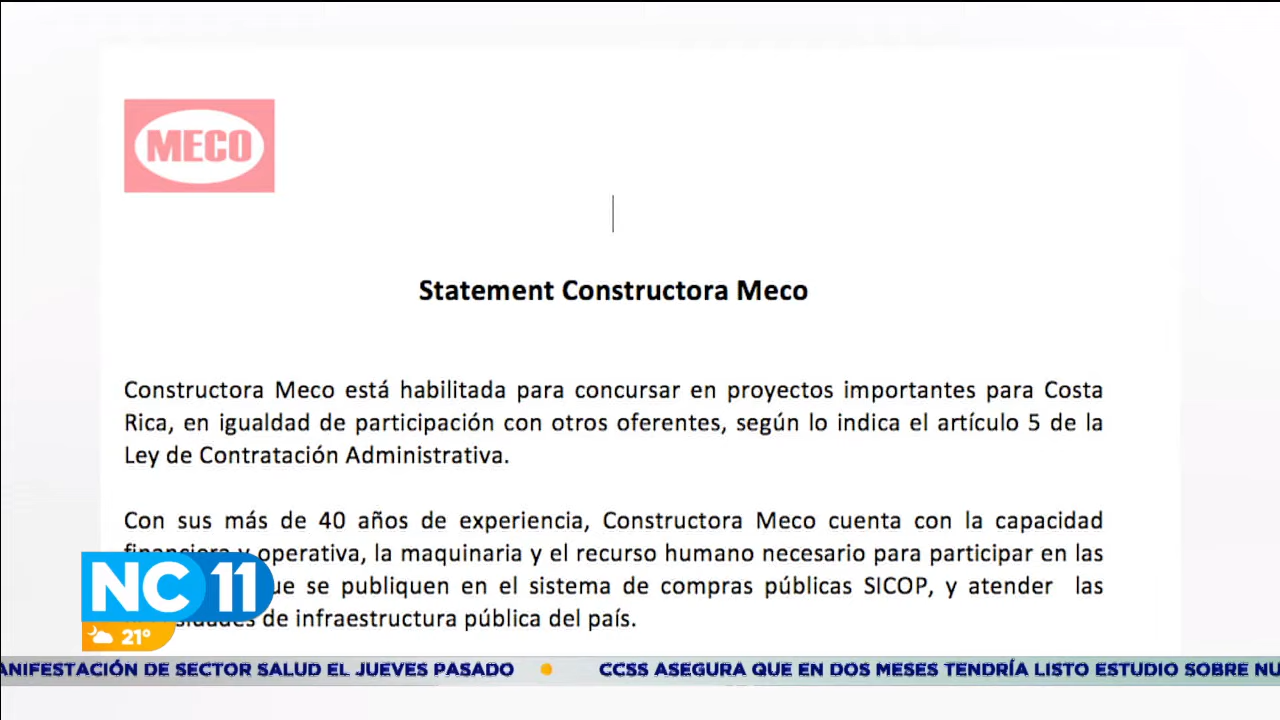 MECO
Statement Constructora Meco
Constructora Meco está habilitada para concursar en proyectos importantes para Costa
Rica, en igualdad de participación con otros oferentes, según lo indica el artículo 5 de la
Ley de Contratación Administrativa.
Con sus más de 40 años de experiencia, Constructora Meco cuenta con la capacidad
financiera y operativa, la maquinaria y el recurso humano necesario para participar en las
se publiquen en el sistema de compras públicas SICOP, y atender las
de infraestructura pública del país.
NC 11
21°
ANIFESTACIÓN DE SECTOR SALUD EL JUEVES PASADO CCSS ASEGURA QUE EN DOS MESES TENDRÍA LISTO ESTUDIO SOBRE NU